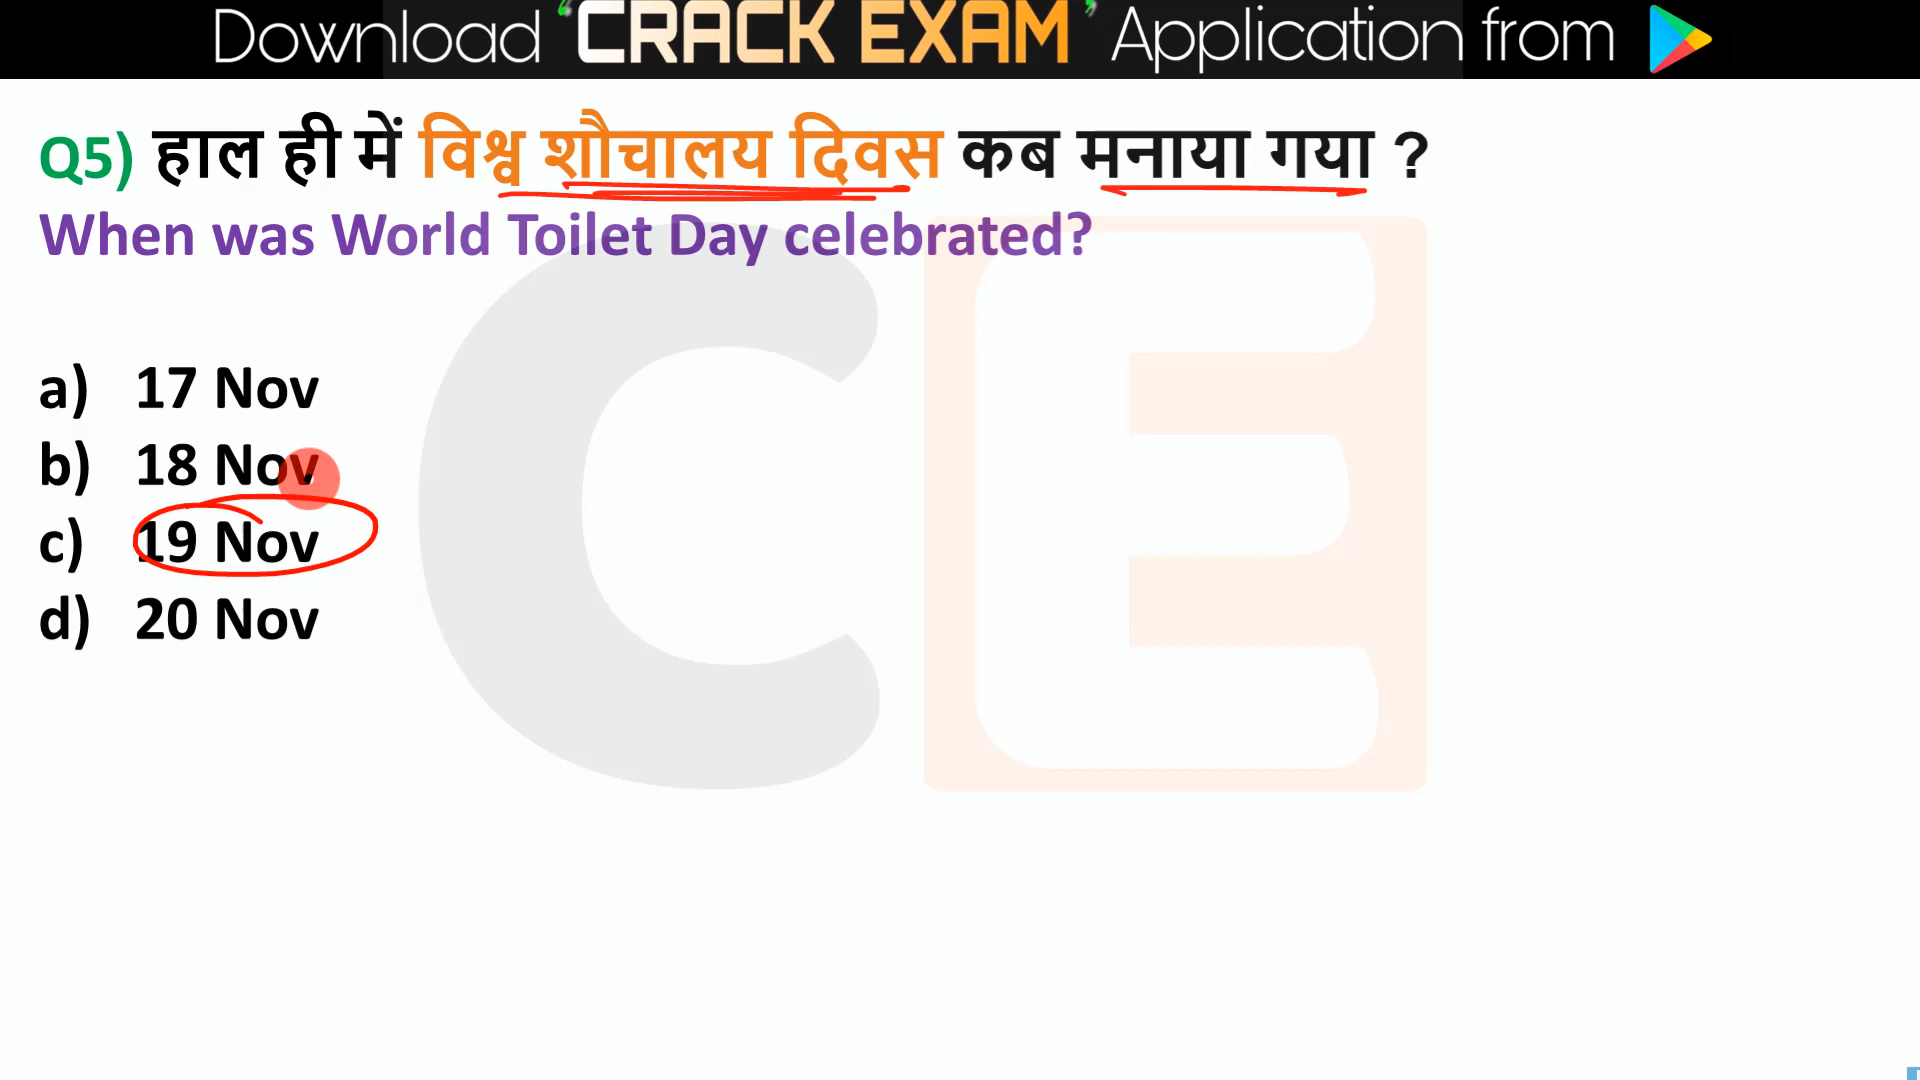 Download ‘CRACK EXAM’ Application from
Q5) हाल ही में विश्व शौचालय दिवस कब मनाया गया ?
When was World Toilet Day celebrated?
a) 17 Nov
b) 18 Nov
c) 19 Nov
d) 20 Nov
CE